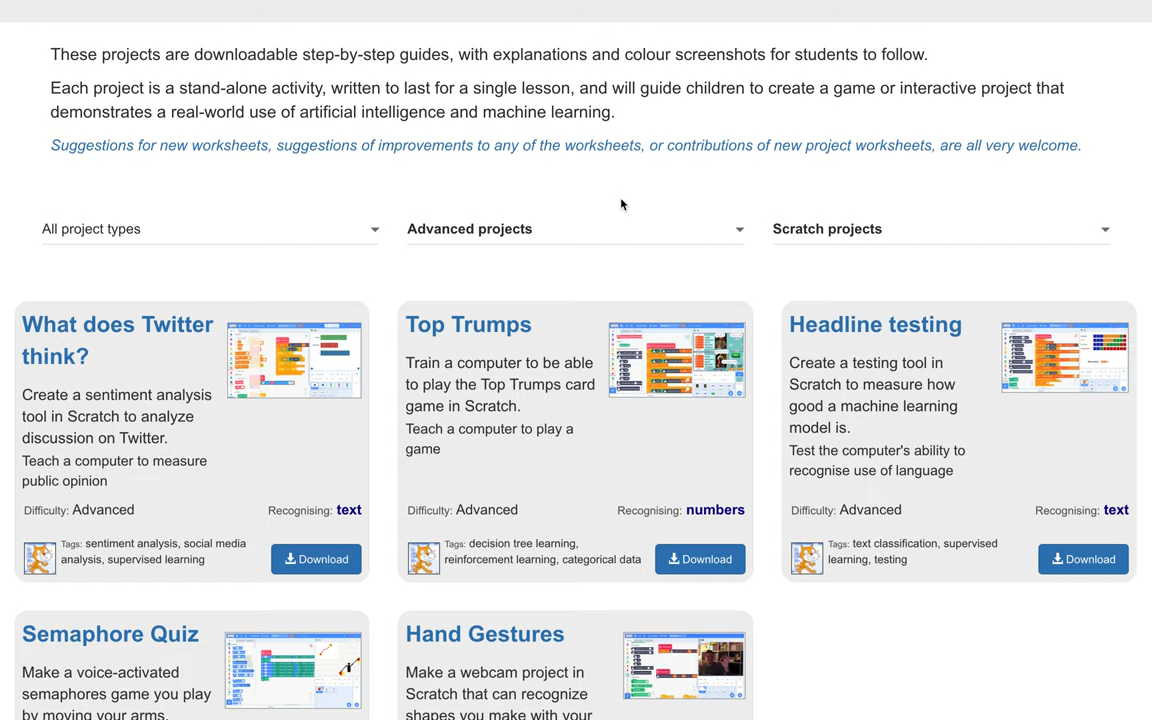 These projects are downloadable step-by-step guides, with explanations and colour screenshots for students to follow.
Each project is a stand-alone activity, written to last for a single lesson, and will guide children to create a game or interactive project that
demonstrates a real-world use of artificial intelligence and machine learning.
Suggestions for new worksheets, suggestions of improvements to any of the worksheets, or contributions of new project worksheets, are all very welcome.
All project types
Advanced projects
Scratch projects
What does Twitter
think?
Create a sentiment analysis
tool in Scratch to analyze
discussion on Twitter.
Teach a computer to measure
public opinion
Difficulty: Advanced
Recognising: text
Tags: sentiment analysis, social media
analysis, supervised learning
Download
Top Trumps
Train a computer to be able
to play the Top Trumps card
game in Scratch.
Teach a computer to play a
game
Difficulty: Advanced
Recognising: numbers
Tags: decision tree learning,
reinforcement learning, categorical data
Download
Headline testing
Create a testing tool in
Scratch to measure how
good a machine learning
model is.
Test the computer's ability to
recognise use of language
Difficulty: Advanced
Recognising: text
Tags: text classification, supervised
learning, testing
Download
Semaphore Quiz
Make a voice-activated
semaphores game you play
by moving your arms.
Hand Gestures
Make a webcam project in
Scratch that can recognize
shapes you make with your